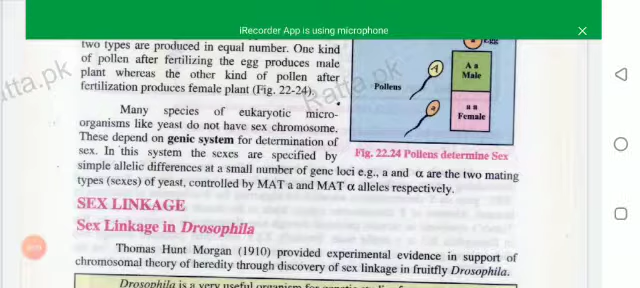 iRecorder App is using microphone
two types are produced in equal number. One kind
of pollen after fertilizing the egg produces male
plant whereas the other kind of pollen after
fertilization produces female plant (Fig. 22-24).
Many species of eukaryotic micro-
organisms like yeast do not have sex chromosome.
These depend on genic system for determination of
sex. In this system the sexes are specified by
simple allelic differences at a small number of gene loci e.g., a and α are the two mating
types (sexes) of yeast, controlled by MAT a and MAT α alleles respectively.
a Egg
Pollens
A
a
A a
Male
a a
Female
Fig. 22.24 Pollens determine Sex
SEX LINKAGE
Sex Linkage in Drosophila
Thomas Hunt Morgan (1910) provided experimental evidence in support of
chromosomal theory of heredity through discovery of sex linkage in fruitfly Drosophila.
Drosophila is a very useful organism for genetic
Ratta.pk
Ratta.pk